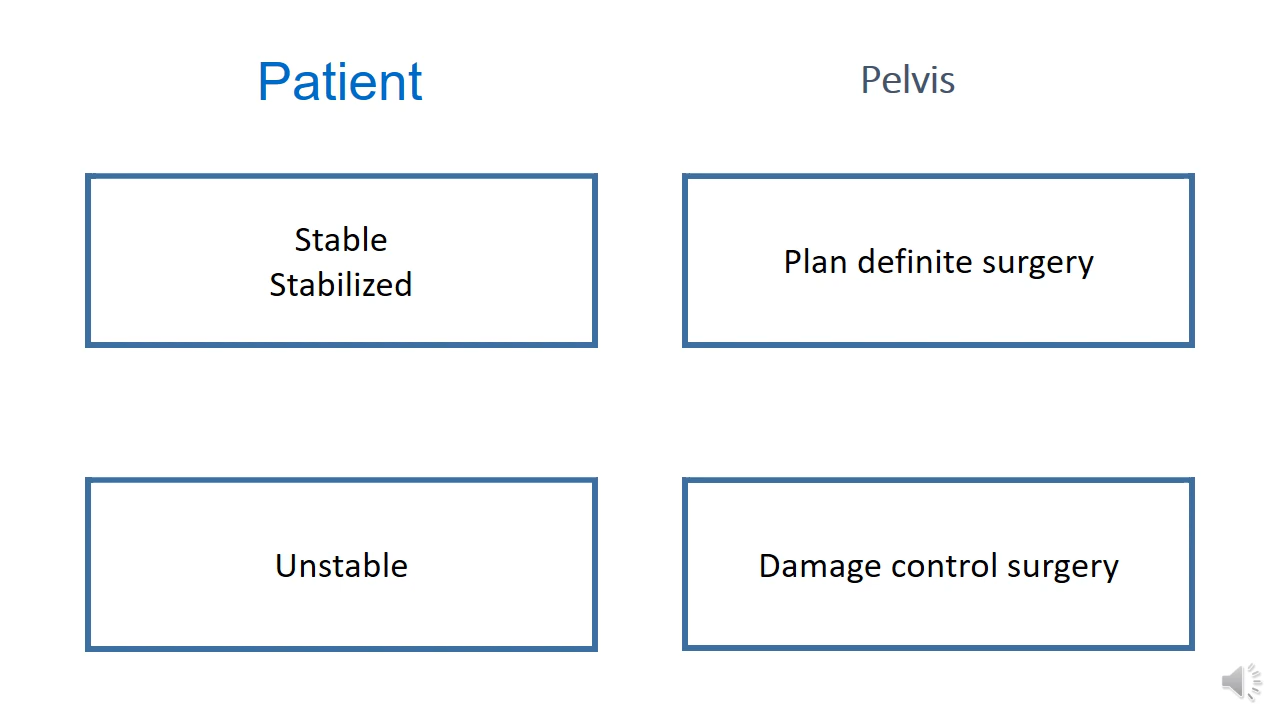 Patient
Pelvis
Stable
Stabilized
Plan definite surgery
Unstable
Damage control surgery